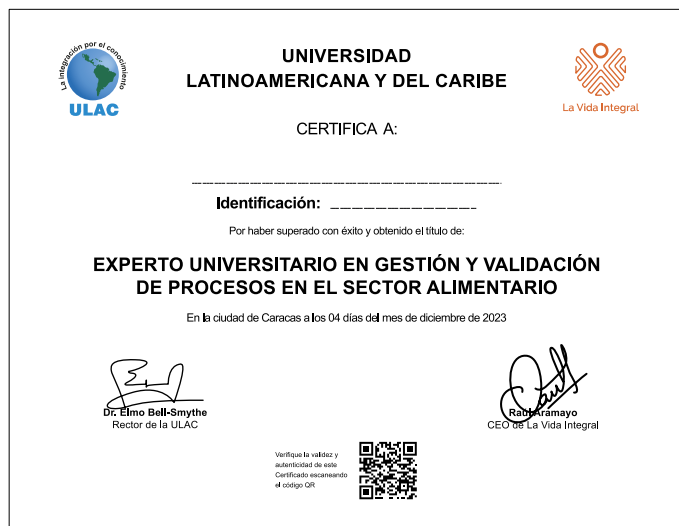 La integración por el conocimiento
ULAC
UNIVERSIDAD
LATINOAMERICANA Y DEL CARIBE
La Vida Integral
CERTIFICA A:
Identificación:
Por haber superado con éxito y obtenido el título de:
EXPERTO UNIVERSITARIO EN GESTIÓN Y VALIDACIÓN
DE PROCESOS EN EL SECTOR ALIMENTARIO
En la ciudad de Caracas a los 04 días del mes de diciembre de 2023
Dr. Elmo Bell-Smythe
Rector de la ULAC
Raúl Aramayo
CEO de La Vida Integral
Verifique la validez y
autenticidad de este
Certificado escaneando
el código QR